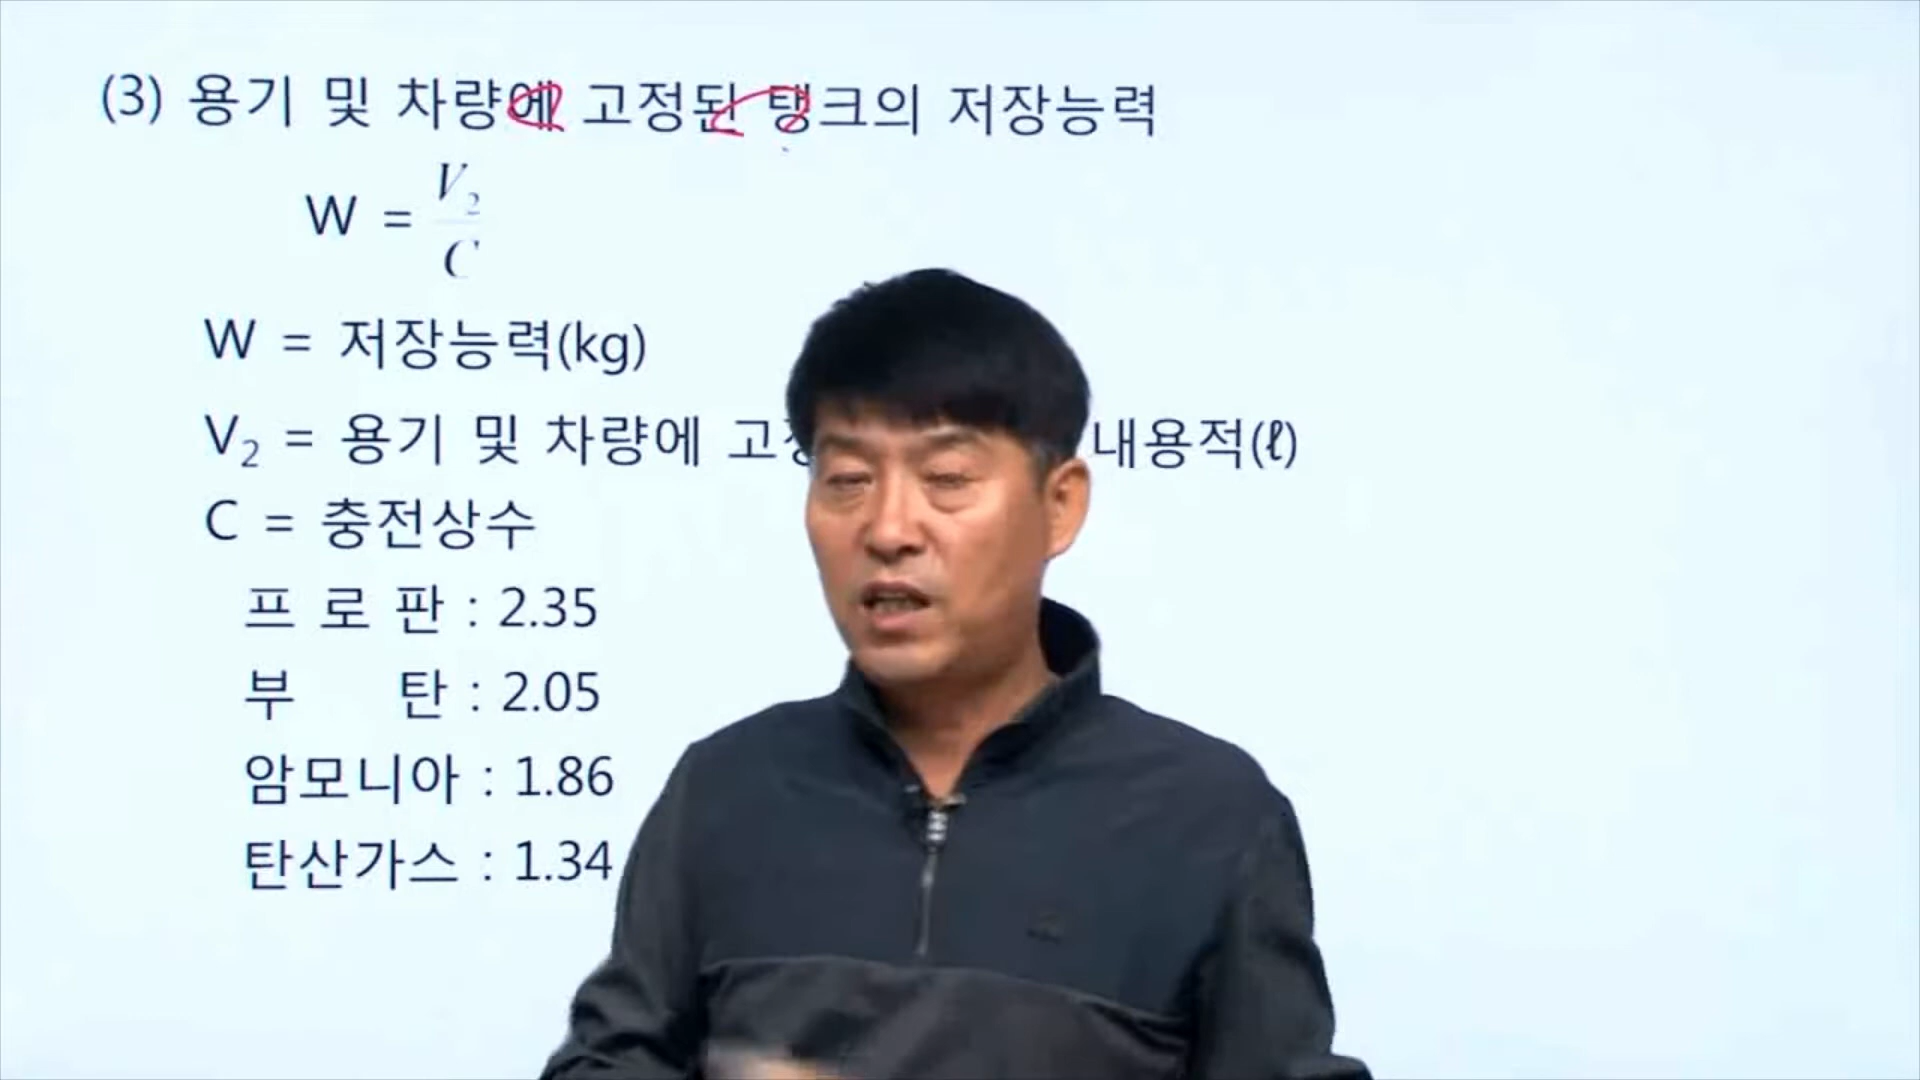 (3) 용기 및 차량에 고정된 탱크의 저장능력
W = V₂/C
W = 저장능력(kg)
V₂ = 용기 및 차량에 내용적(ℓ)
C = 충전상수
프 로 판 : 2.35
부 탄 : 2.05
암모니아 : 1.86
탄산가스 : 1.34